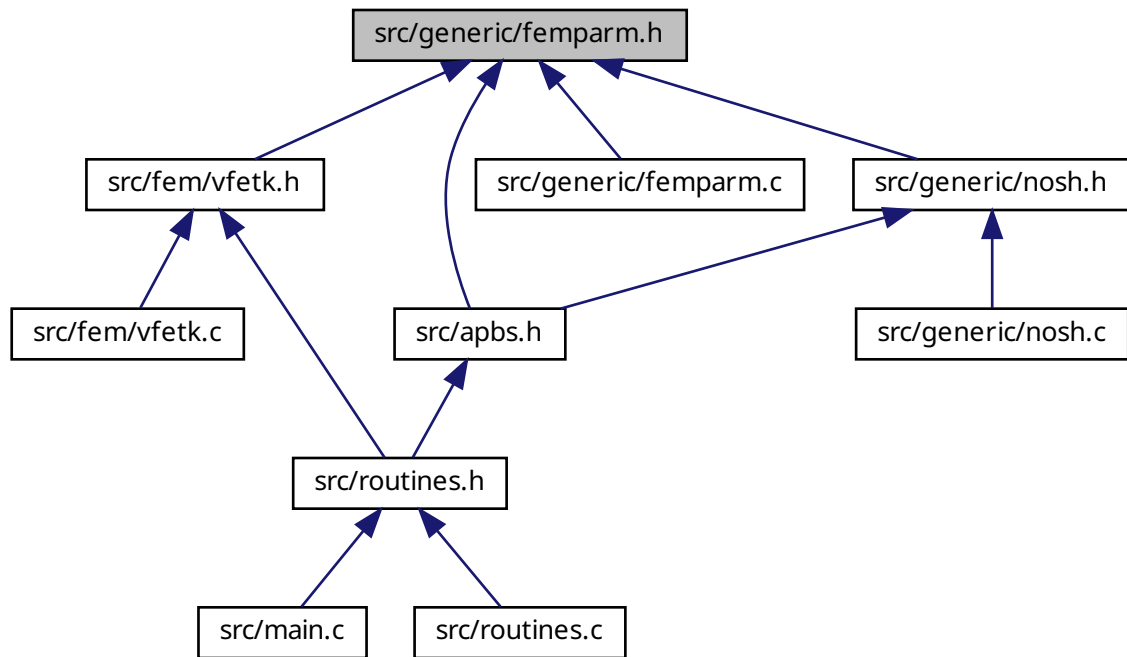 src/generic/femparm.h
src/fem/vfetk.h
src/generic/femparm.c
src/generic/nosh.h
src/fem/vfetk.c
src/apbs.h
src/generic/nosh.c
src/routines.h
src/main.c
src/routines.c